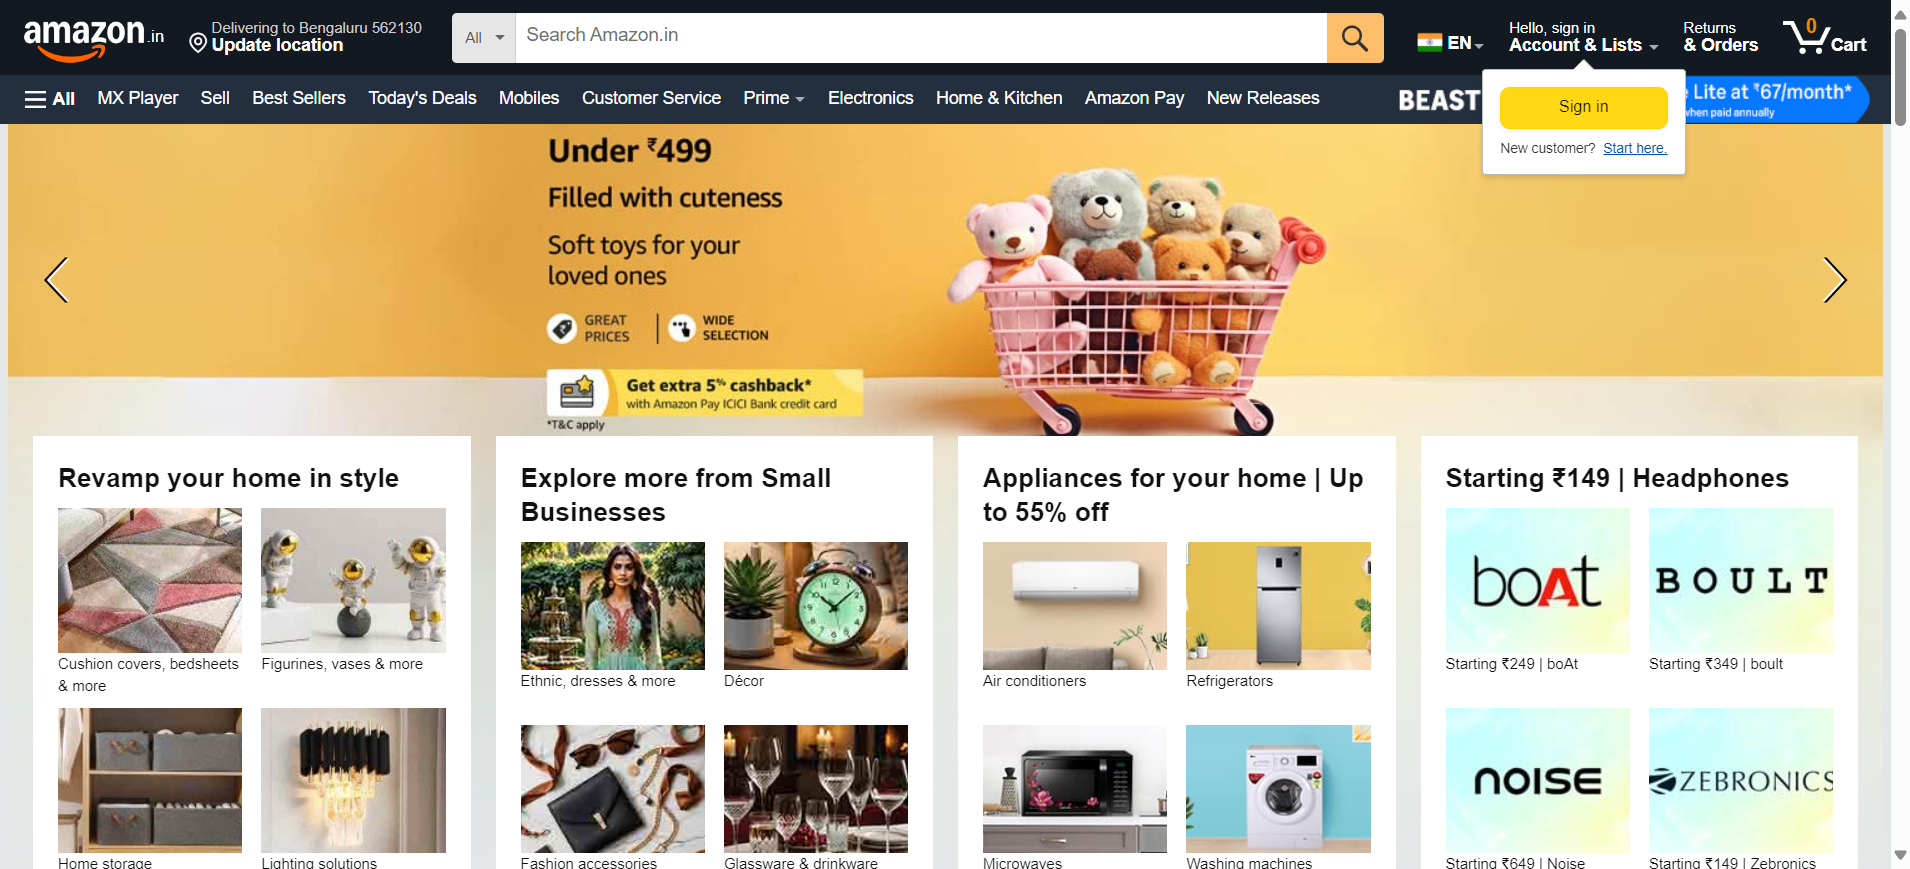 amazon.in
Delivering to Bengaluru 562130
Update location
All
Search Amazon.in
EN
Hello, sign in
Account & Lists
Returns
& Orders
0
Cart
All
MX Player
Sell
Best Sellers
Today's Deals
Mobiles
Customer Service
Prime
Electronics
Home & Kitchen
Amazon Pay
New Releases
BEAST
Lite at ₹67/month*
when paid annually
Sign in
New customer? Start here.
Under ₹499
Filled with cuteness
Soft toys for your
loved ones
GREAT
PRICES
WIDE
SELECTION
Get extra 5% cashback*
with Amazon Pay ICICI Bank credit card
*T&C apply
Revamp your home in style
Cushion covers, bedsheets
& more
Figurines, vases & more
Home storage
Lighting solutions
Explore more from Small
Businesses
Ethnic, dresses & more
Décor
Fashion accessories
Glassware & drinkware
Appliances for your home | Up
to 55% off
Air conditioners
Refrigerators
Microwaves
Washing machines
Starting ₹149 | Headphones
boAt
Starting ₹249 | boAt
BOULT
Starting ₹349 | boult
NOISE
Starting ₹649 | Noise
ZEBRONICS
Starting ₹149 | Zebronics